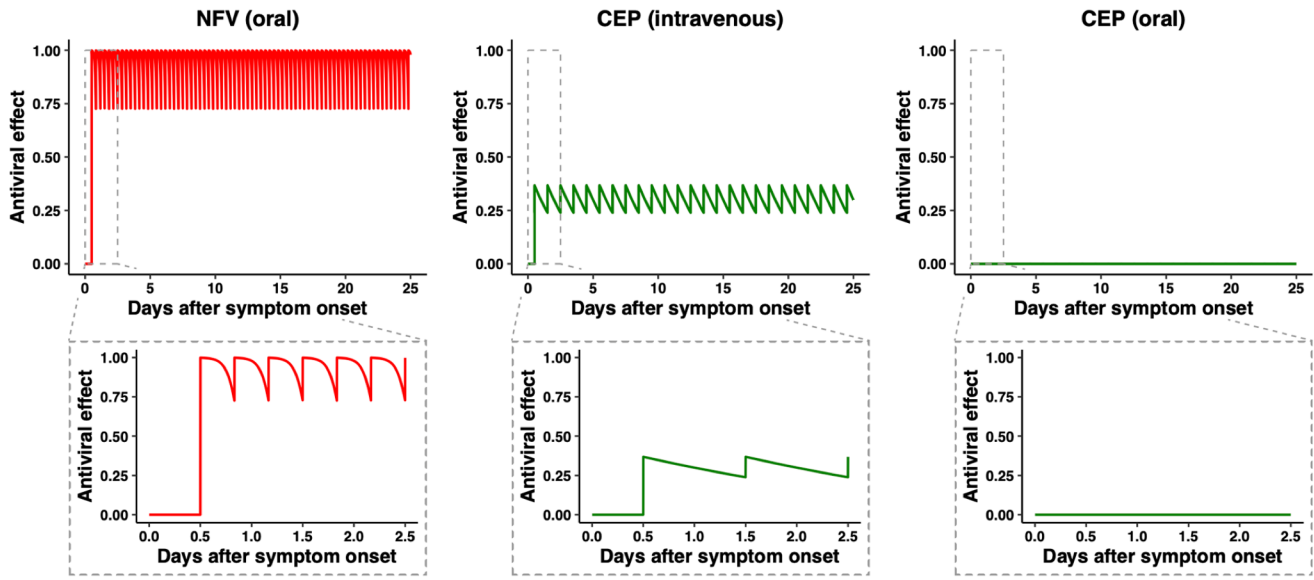 NFV (oral)
CEP (intravenous)
CEP (oral)
Antiviral effect
1.00
0.75
0.50
0.25
0.00
0 5 10 15 20 25
Days after symptom onset
Antiviral effect
1.00
0.75
0.50
0.25
0.00
0 5 10 15 20 25
Days after symptom onset
Antiviral effect
1.00
0.75
0.50
0.25
0.00
0 5 10 15 20 25
Days after symptom onset
Antiviral effect
1.00
0.75
0.50
0.25
0.00
0.0 0.5 1.0 1.5 2.0 2.5
Days after symptom onset
Antiviral effect
1.00
0.75
0.50
0.25
0.00
0.0 0.5 1.0 1.5 2.0 2.5
Days after symptom onset
Antiviral effect
1.00
0.75
0.50
0.25
0.00
0.0 0.5 1.0 1.5 2.0 2.5
Days after symptom onset